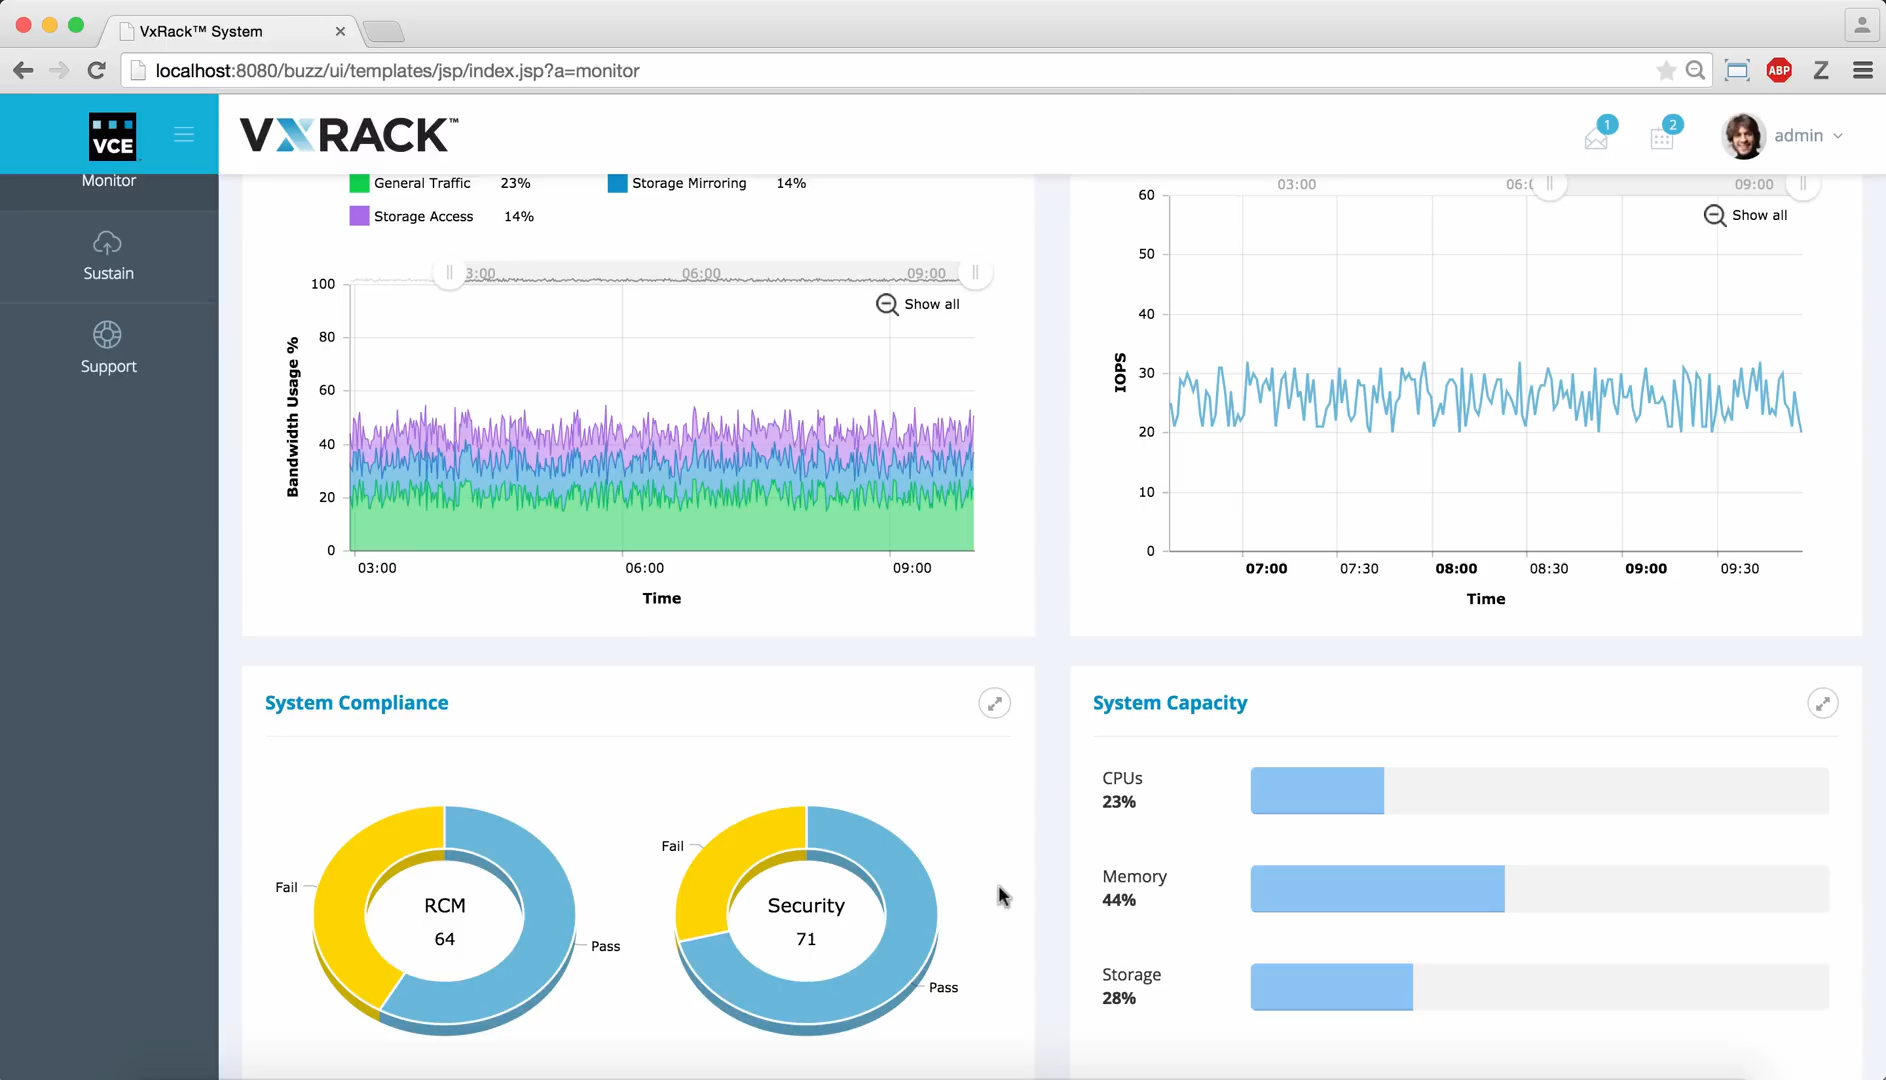 VxRack™ System
localhost:8080/buzz/ui/templates/jsp/index.jsp?a=monitor
ABP
Z
VCE
VXRACK™
1
2
admin
Monitor
Sustain
Support
General Traffic 23%
Storage Mirroring 14%
Storage Access 14%
3:00 06:00 09:00
Show all
100
80
60
40
20
0
Bandwidth Usage %
03:00 06:00 09:00
Time
03:00 06:0 09:00
Show all
60
50
40
30
20
10
0
IOPS
07:00 07:30 08:00 08:30 09:00 09:30
Time
System Compliance
Fail
RCM
64
Pass
Fail
Security
71
Pass
System Capacity
CPUs
23%
Memory
44%
Storage
28%